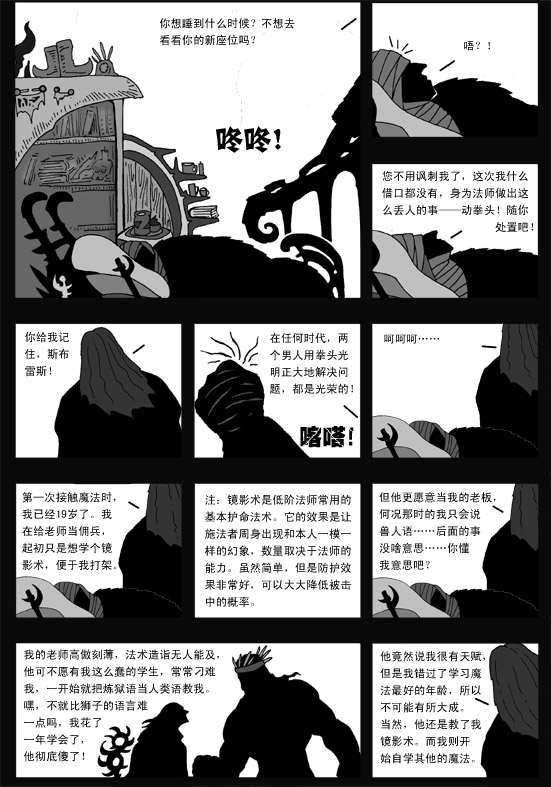 你想睡到什么时候？不想去
看看你的新座位吗？
咚咚！
唔？！
您不用讽刺我了，这次我什么
借口都没有，身为法师做出这
么丢人的事——动拳头！随你
处置吧！
你给我记
住，斯布
雷斯！
在任何时代，两
个男人用拳头光
明正大地解决问
题，都是光荣的！
喀嗒！
呵呵呵……
第一次接触魔法时，
我已经19岁了。我
在给老师当佣兵，
起初只是想学个镜
影术，便于我打架。
注：镜影术是低阶法师常用的
基本护命法术。它的效果是让
施法者周身出现和本人一模一
样的幻象，数量取决于法师的
能力。虽然简单，但是防护效
果非常好，可以大大降低被击
中的概率。
但他更愿意当我的老板，
何况那时的我只会说
兽人语……后面的事
没啥意思……你懂
我意思吧？
我的老师高傲刻薄，法术造诣无人能及，
他可不愿有我这么蠢的学生，常常刁难
我，一开始就把炼狱语当人类语教我。
嘿，不就比狮子的语言难
一点吗，我花了
一年学会了，
他彻底傻了！
他竟然说我很有天赋，
但是我错过了学习魔
法最好的年龄，所以
不可能有所大成。
当然，他还是教了我
镜影术。而我则开
始自学其他的魔法。